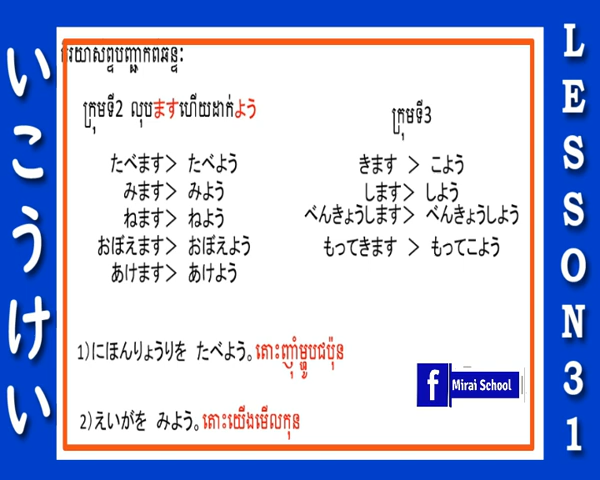 いこうけい
កិរិយាសព្ទបញ្ជាក់ពីឆន្ទៈ
ក្រុមទី2 លុបますហើយដាក់よう
たべます> たべよう
みます> みよう
ねます> ねよう
おぼえます> おぼえよう
あけます> あけよう
ក្រុមទី3
きます > こよう
します> しよう
べんきょうします> べんきょうしよう
もってきます > もってこよう
1)にほんりょうりを たべよう。តោះញ៉ាំម្ហូបជប៉ុន
2)えいがを みよう。តោះយើងមើលកុន
f Mirai School
LESSON31